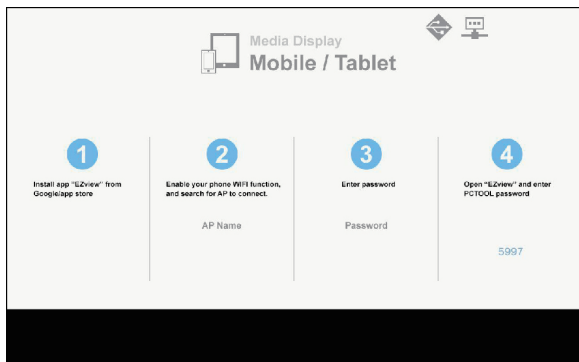 Media Display
Mobile / Tablet
1
2
3
4
Install app "EZview" from
Google/app store
Enable your phone WIFI function,
and search for AP to connect.
Enter password
Open "EZview" and enter
PCTOOL password
AP Name
Password
5997